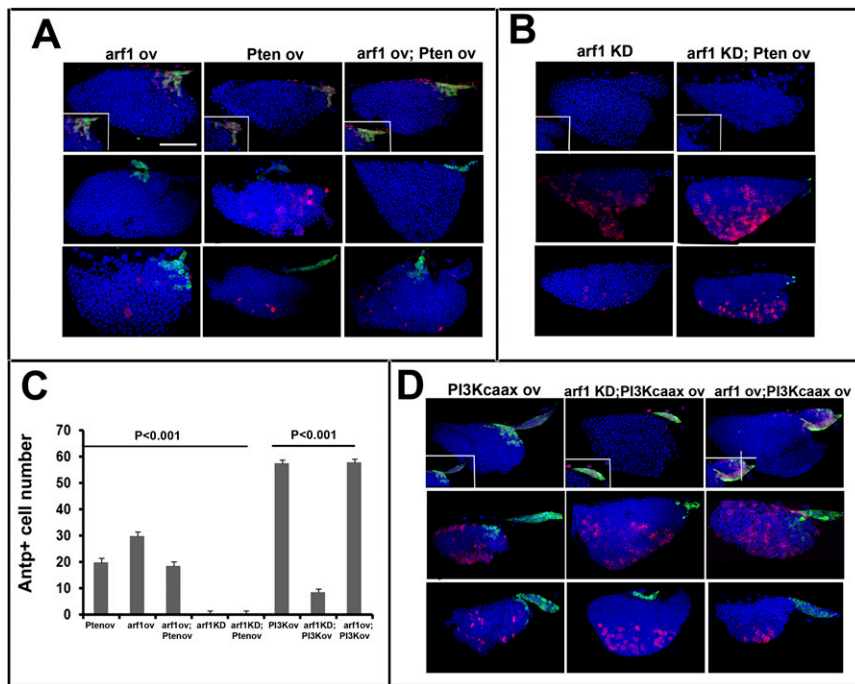 A
arf1 ov
Pten ov
arf1 ov; Pten ov
B
arf1 KD
arf1 KD; Pten ov
C
P<0.001
P<0.001
Antp+ cell number
70
60
50
40
30
20
10
0
Ptenov
arf1ov
arf1ov;
Ptenov
arf1KD
arf1KD;
Ptenov
PI3Kov
arf1KD;
PI3Kov
arf1ov;
PI3Kov
D
PI3Kcaax ov
arf1 KD;PI3Kcaax ov
arf1 ov;PI3Kcaax ov